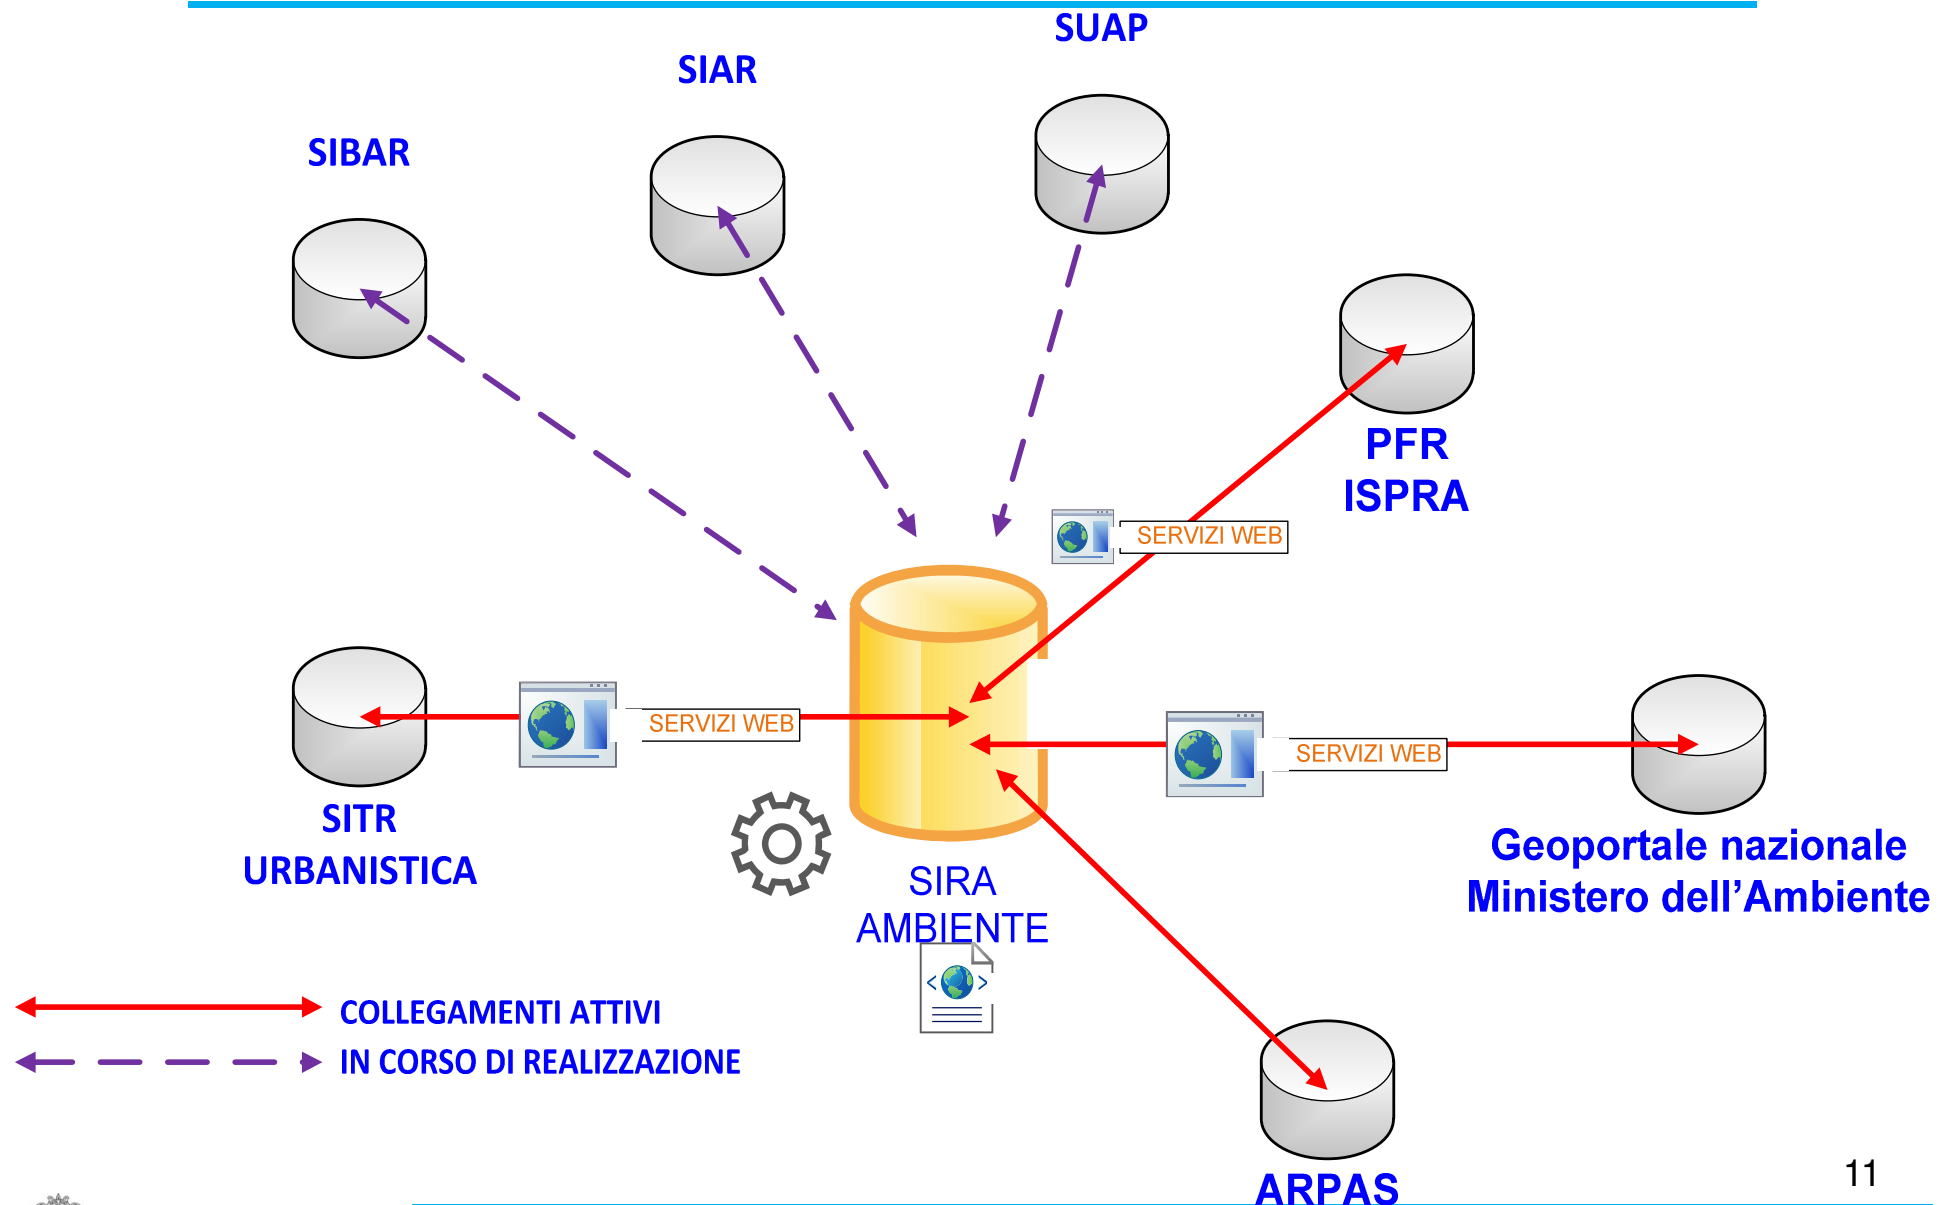 SUAP
SIAR
SIBAR
PFR
ISPRA
SERVIZI WEB
SERVIZI WEB
SERVIZI WEB
SITR
URBANISTICA
Geoportale nazionale
Ministero dell’Ambiente
SIRA
AMBIENTE
< >
COLLEGAMENTI ATTIVI
IN CORSO DI REALIZZAZIONE
ARPAS
11